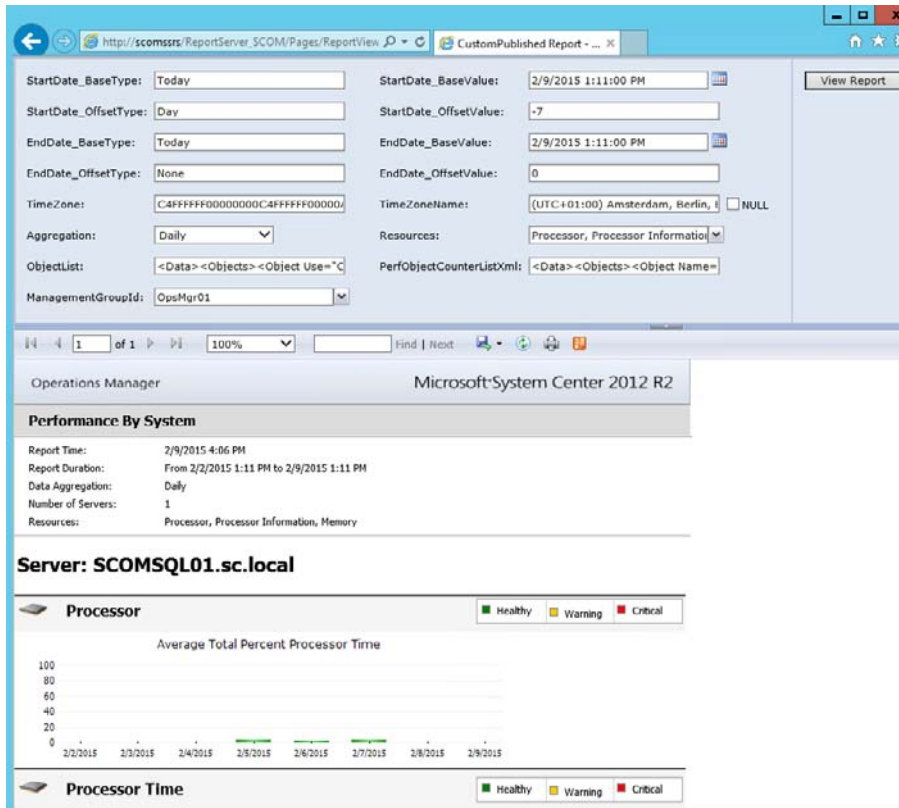 http://scomssrs/ReportServer_SCOM/Pages/ReportView
CustomPublished Report - ...
StartDate_BaseType: Today
StartDate_BaseValue: 2/9/2015 1:11:00 PM
View Report
StartDate_OffsetType: Day
StartDate_OffsetValue: -7
EndDate_BaseType: Today
EndDate_BaseValue: 2/9/2015 1:11:00 PM
EndDate_OffsetType: None
EndDate_OffsetValue: 0
TimeZone: C4FFFFFF00000000C4FFFFFF00000
TimeZoneName: (UTC+01:00) Amsterdam, Berlin,
NULL
Aggregation: Daily
Resources: Processor, Processor Information
ObjectList: <Data><Objects><Object Use="C
PerfObjectCounterListXml: <Data><Objects><Object Name=
ManagementGroupId: OpsMgr01
1 of 1
100%
Find | Next
Operations Manager
Microsoft System Center 2012 R2
Performance By System
Report Time: 2/9/2015 4:06 PM
Report Duration: From 2/2/2015 1:11 PM to 2/9/2015 1:11 PM
Data Aggregation: Daily
Number of Servers: 1
Resources: Processor, Processor Information, Memory
Server: SCOMSQL01.sc.local
Processor
Healthy Warning Critical
Average Total Percent Processor Time
100
80
60
40
20
0
2/2/2015 2/3/2015 2/4/2015 2/5/2015 2/6/2015 2/7/2015 2/8/2015 2/9/2015
Processor Time
Healthy Warning Critical